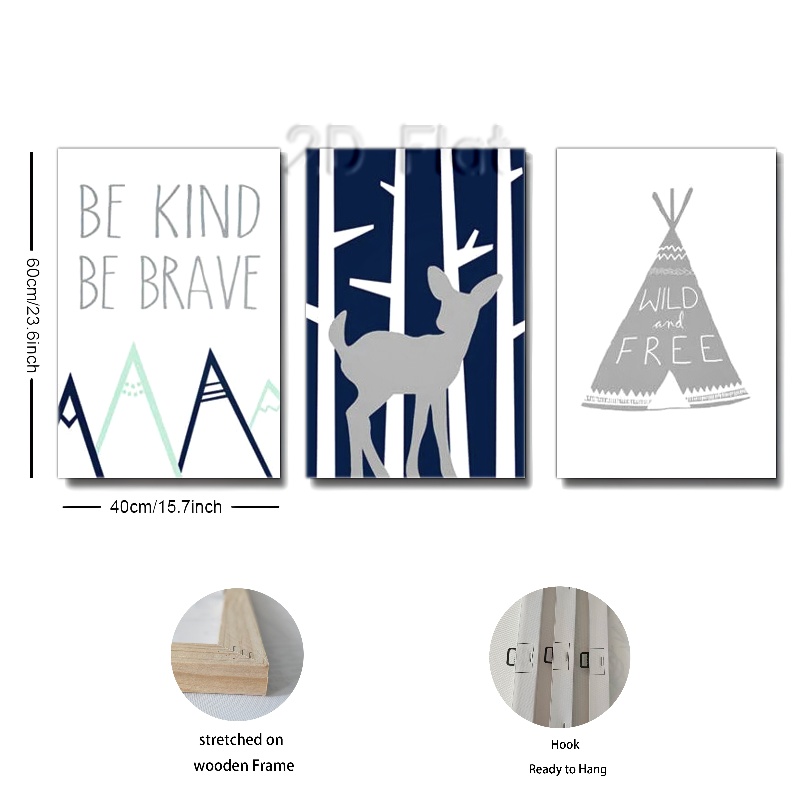 2D Flat
BE KIND
BE BRAVE
WILD
and
FREE
60cm/23.6inch
40cm/15.7inch
stretched on
wooden Frame
Hook
Ready to Hang